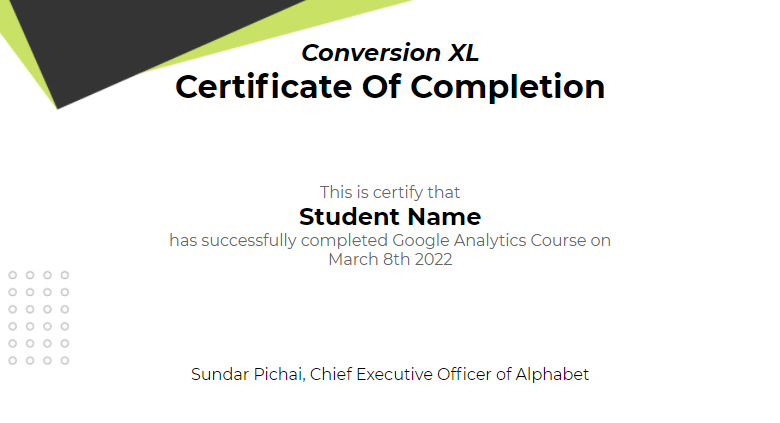 Conversion XL
Certificate Of Completion
This is certify that
Student Name
has successfully completed Google Analytics Course on
March 8th 2022
Sundar Pichai, Chief Executive Officer of Alphabet